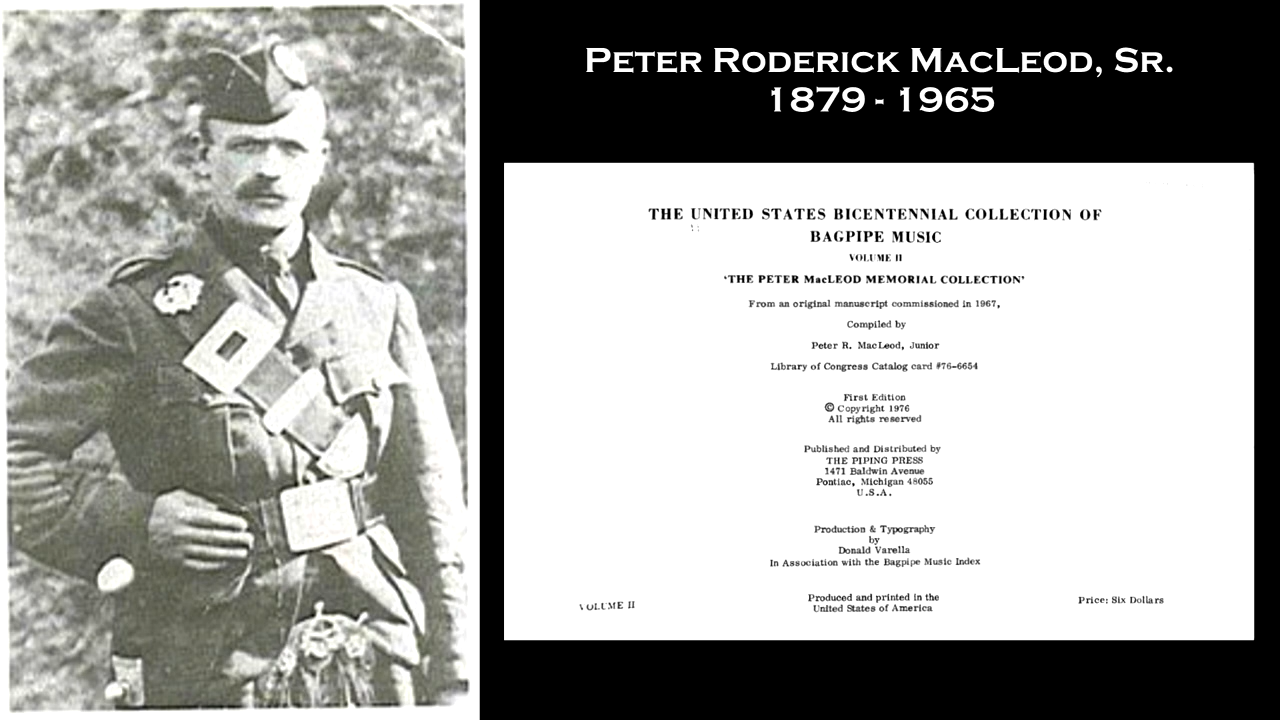 Peter Roderick MacLeod, Sr.
1879 - 1965
THE UNITED STATES BICENTENNIAL COLLECTION OF
BAGPIPE MUSIC
VOLUME II
‘THE PETER MacLEOD MEMORIAL COLLECTION’
From an original manuscript commissioned in 1967,
Compiled by
Peter R. MacLeod, Junior
Library of Congress Catalog card #76-6654
First Edition
© Copyright 1976
All rights reserved
Published and Distributed by
THE PIPING PRESS
1471 Baldwin Avenue
Pontiac, Michigan 48055
U.S.A.
Production & Typography
by
Donald Varella
In Association with the Bagpipe Music Index
VOLUME II
Produced and printed in the
United States of America
Price: Six Dollars